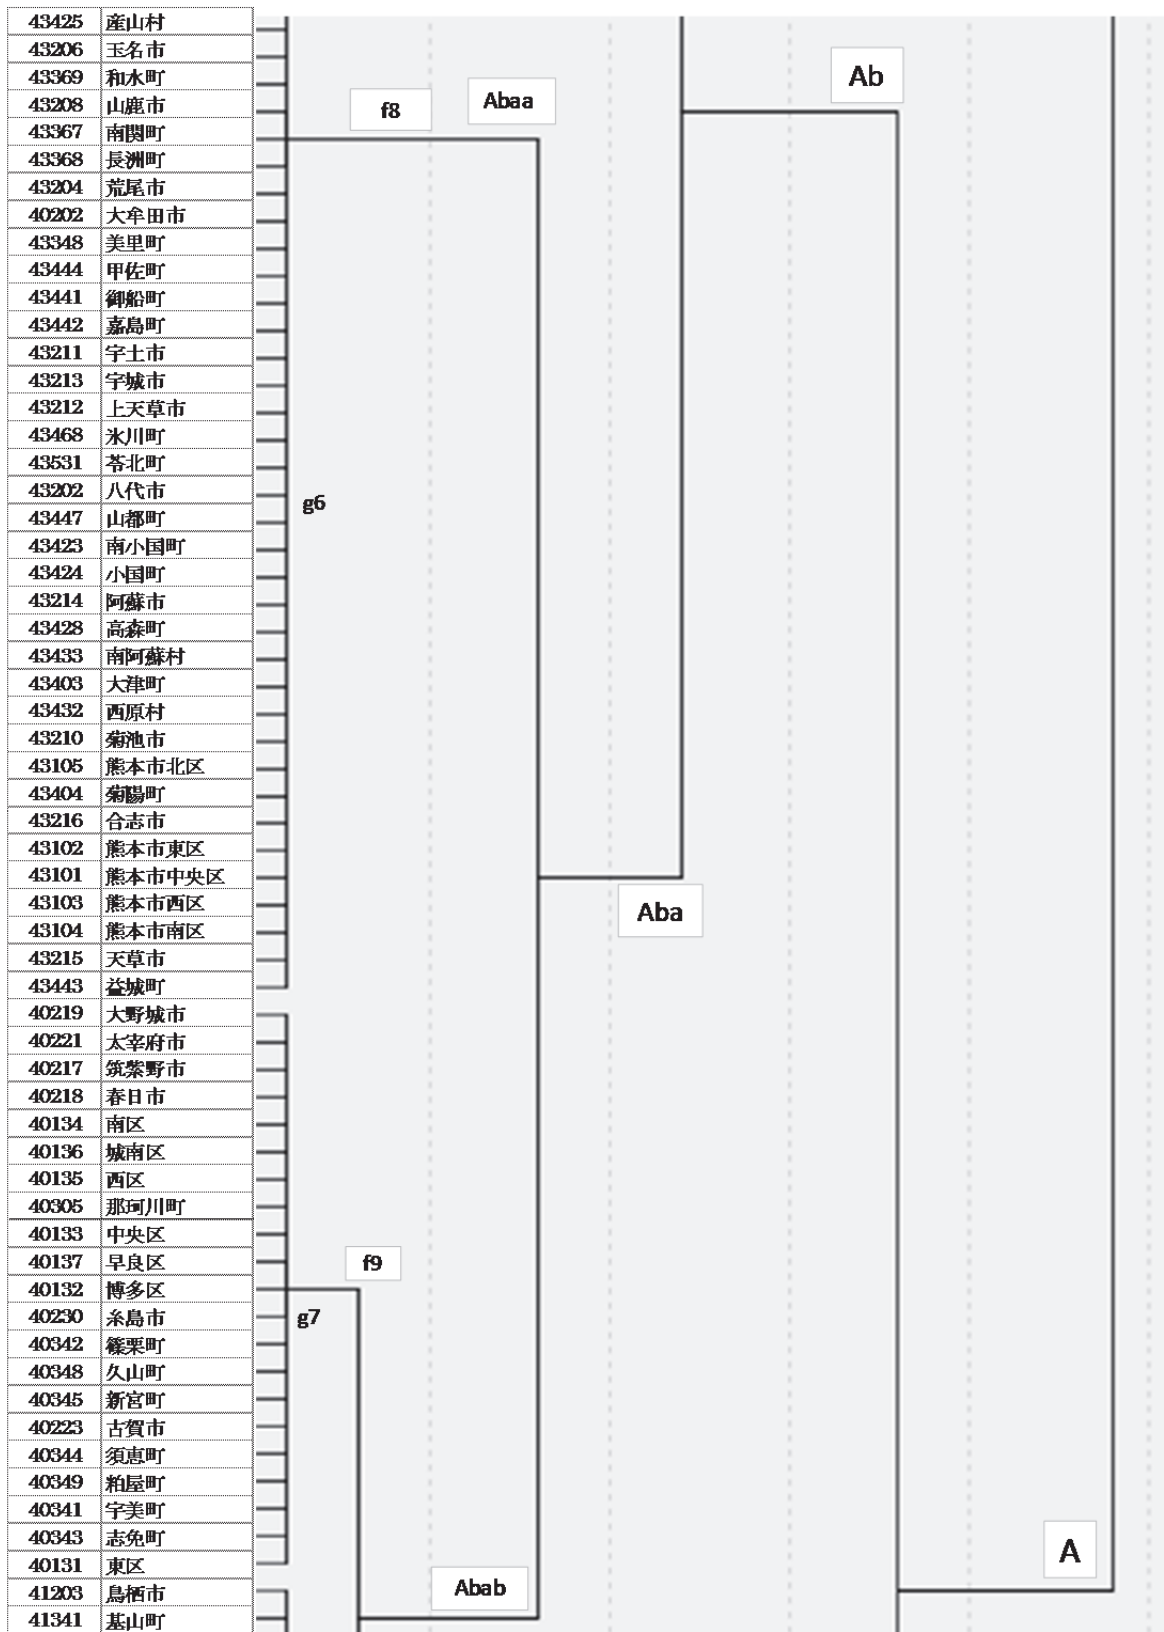 43425 産山村
43206 玉名市
43369 和水町
43208 山鹿市
43367 南関町
43368 長洲町
43204 荒尾市
40202 大牟田市
43348 美里町
43444 甲佐町
43441 御船町
43442 嘉島町
43211 宇土市
43213 宇城市
43212 上天草市
43468 氷川町
43531 苓北町
43202 八代市
43447 山都町
43423 南小国町
43424 小国町
43214 阿蘇市
43428 高森町
43433 南阿蘇村
43403 大津町
43432 西原村
43210 菊池市
43105 熊本市北区
43404 菊陽町
43216 合志市
43102 熊本市東区
43101 熊本市中央区
43103 熊本市西区
43104 熊本市南区
43215 天草市
43443 益城町
40219 大野城市
40221 太宰府市
40217 筑紫野市
40218 春日市
40134 南区
40136 城南区
40135 西区
40305 那珂川町
40133 中央区
40137 早良区
40132 博多区
40230 糸島市
40342 篠栗町
40348 久山町
40345 新宮町
40223 古賀市
40344 須恵町
40349 粕屋町
40341 宇美町
40343 志免町
40131 東区
41203 鳥栖市
41341 基山町
f8
Abaa
Ab
g6
Aba
f9
g7
Abab
A